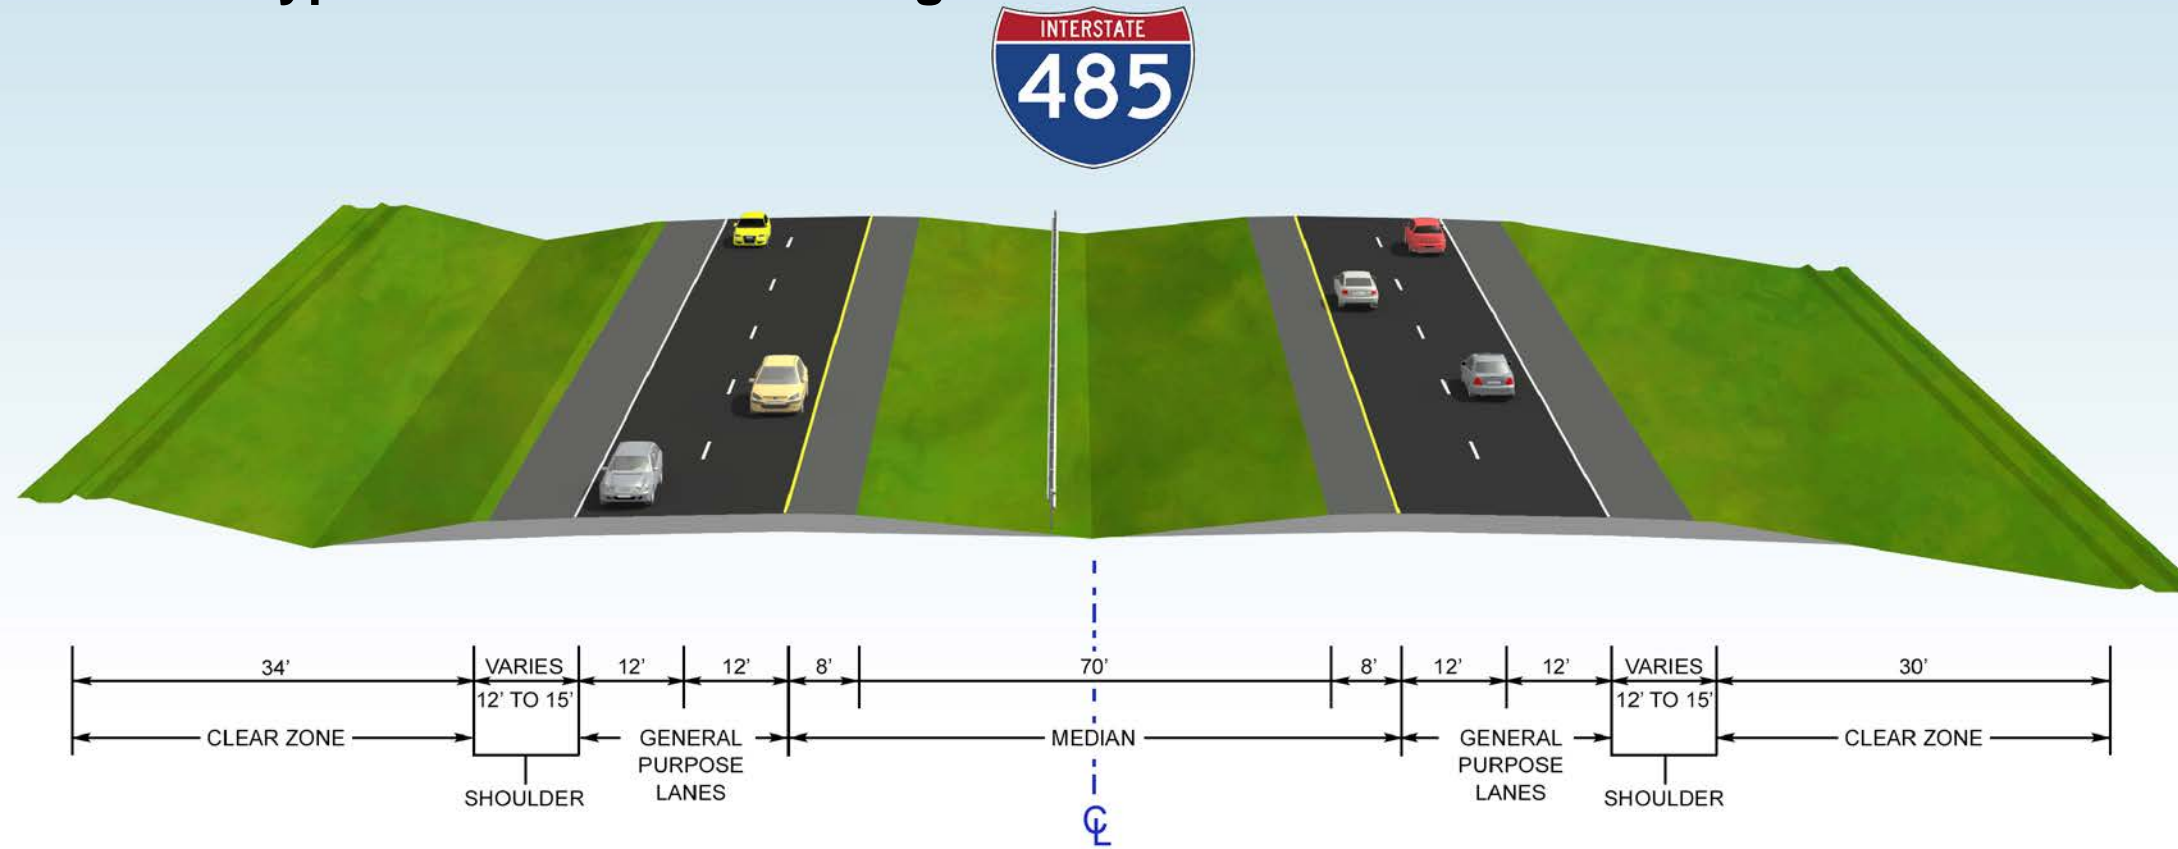 INTERSTATE
485
34' VARIES 12' 12' 8' 70' 8' 12' 12' VARIES 30'
12' TO 15' 12' TO 15'
CLEAR ZONE GENERAL MEDIAN GENERAL CLEAR ZONE
PURPOSE PURPOSE
LANES LANES
SHOULDER SHOULDER
CL